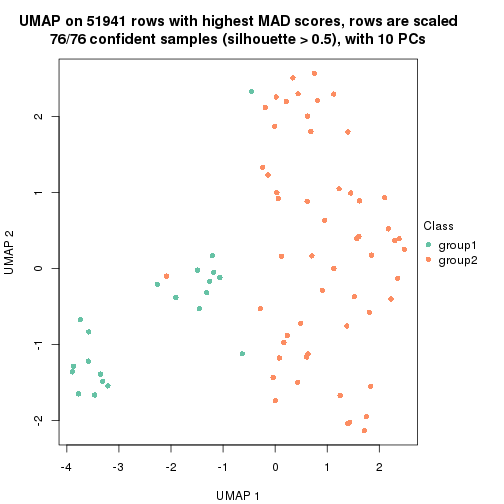 UMAP on 51941 rows with highest MAD scores, rows are scaled
76/76 confident samples (silhouette > 0.5), with 10 PCs
UMAP 2
2
1
0
-1
-2
-4
-3
-2
-1
0
1
2
UMAP 1
Class
group1
group2